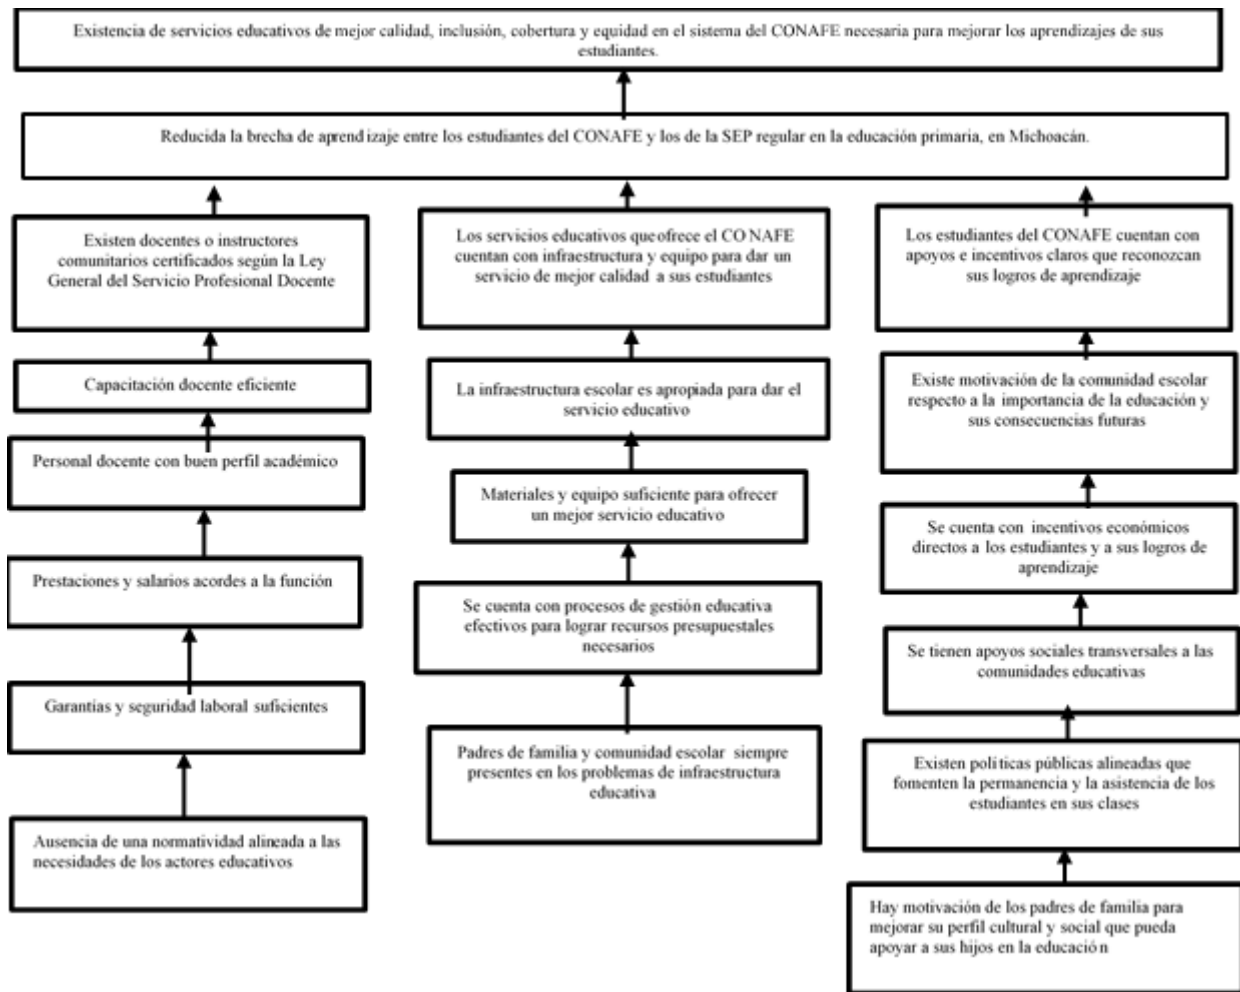 Existencia de servicios educativos de mejor calidad, inclusión, cobertura y equidad en el sistema del CONAFE necesaria para mejorar los aprendizajes de sus
estudiantes.
Reducida la brecha de aprendizaje entre los estudiantes del CONAFE y los de la SEP regular en la educación primaria, en Michoacán.
Existen docentes o instructores
comunitarios certificados según la Ley
General del Servicio Profesional Docente
Capacitación docente eficiente
Personal docente con buen perfil académico
Prestaciones y salarios acordes a la función
Garantías y seguridad laboral suficientes
Ausencia de una normatividad alineada a las
necesidades de los actores educativos
Los servicios educativos que ofrece el CONAFE
cuentan con infraestructura y equipo para dar un
servicio de mejor calidad a sus estudiantes
La infraestructura escolar es apropiada para dar el
servicio educativo
Materiales y equipo suficiente para ofrecer
un mejor servicio educativo
Se cuenta con procesos de gestión educativa
efectivos para lograr recursos presupuestales
necesarios
Padres de familia y comunidad escolar siempre
presentes en los problemas de infraestructura
educativa
Los estudiantes del CONAFE cuentan con
apoyos e incentivos claros que reconozcan
sus logros de aprendizaje
Existe motivación de la comunidad escolar
respecto a la importancia de la educación y
sus consecuencias futuras
Se cuenta con incentivos económicos
directos a los estudiantes y a sus logros de
aprendizaje
Se tienen apoyos sociales transversales a las
comunidades educativas
Existen políticas públicas alineadas que
fomenten la permanencia y la asistencia de los
estudiantes en sus clases
Hay motivación de los padres de familia para
mejorar su perfil cultural y social que pueda
apoyar a sus hijos en la educación